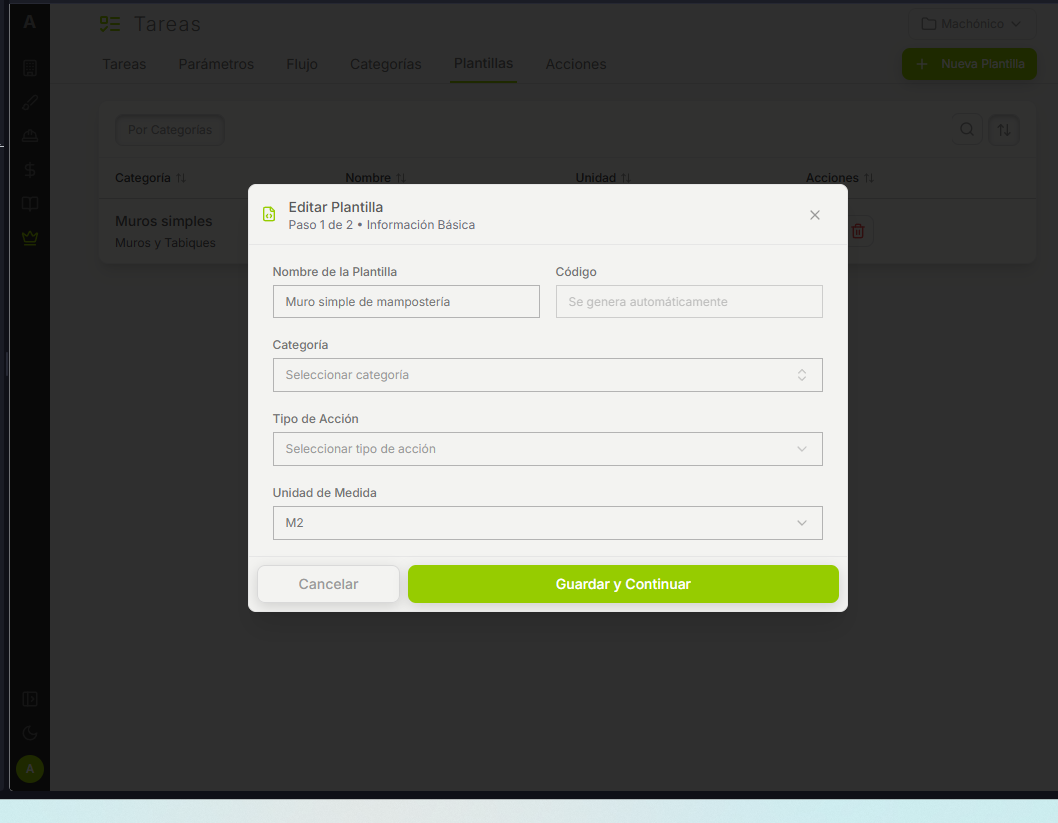 A
Tareas
Machónico
Tareas Parámetros Flujo Categorías Plantillas Acciones
Nueva Plantilla
Por Categorías
Categoría Nombre Unidad Acciones
Muros simples
Muros y Tabiques
Editar Plantilla
Paso 1 de 2 • Información Básica
Nombre de la Plantilla Código
Muro simple de mampostería Se genera automáticamente
Categoría
Seleccionar categoría
Tipo de Acción
Seleccionar tipo de acción
Unidad de Medida
M2
Cancelar Guardar y Continuar
A